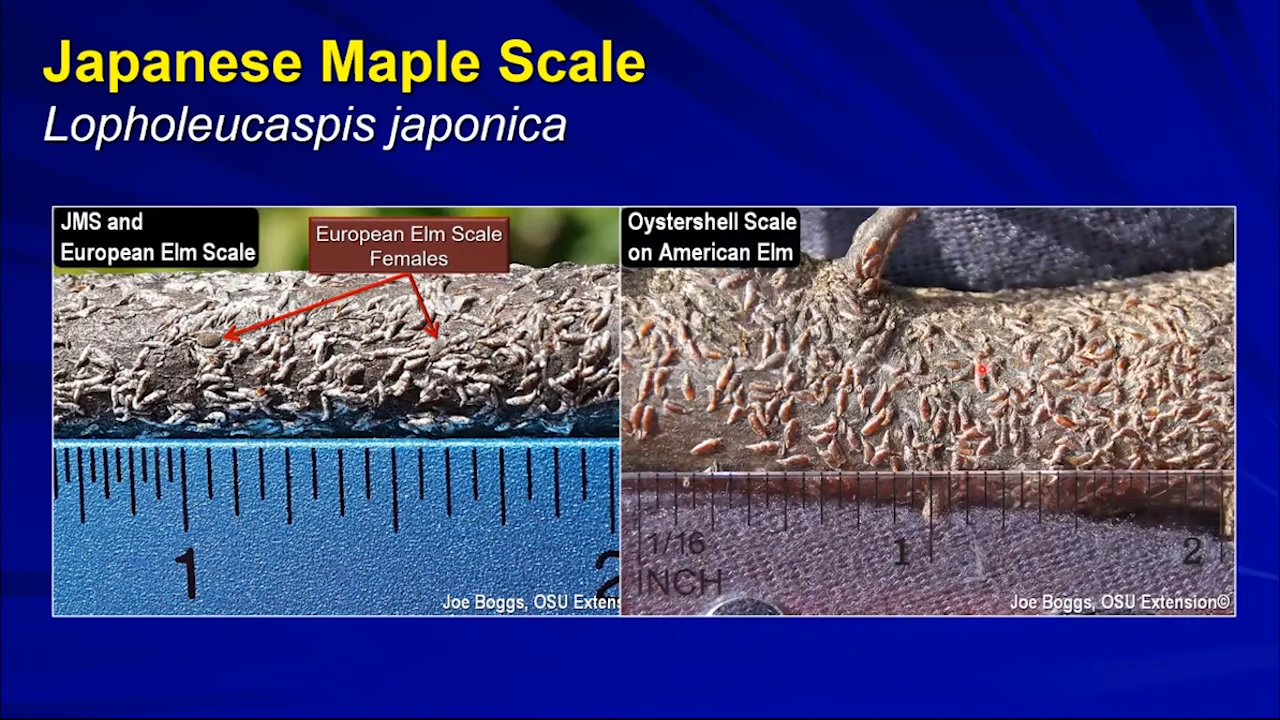 Japanese Maple Scale
Lopholeucaspis japonica
JMS and
European Elm Scale
European Elm Scale
Females
1
2
Joe Boggs, OSU Extens
Oystershell Scale
on American Elm
1/16
INCH
1
2
Joe Boggs, OSU Extension©